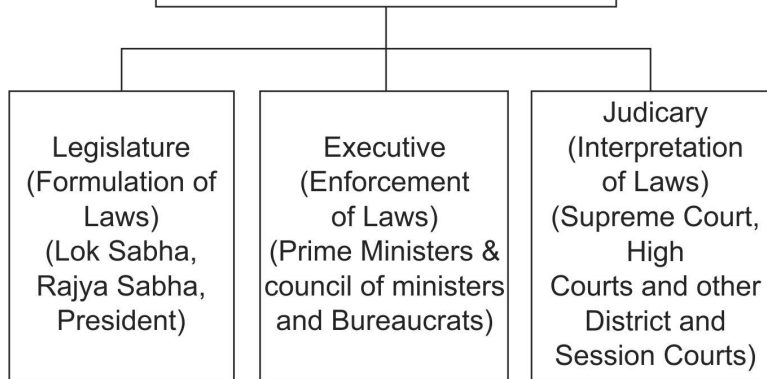 Legislature
(Formulation of
Laws)
(Lok Sabha,
Rajya Sabha,
President)
Executive
(Enforcement
of Laws)
(Prime Ministers &
council of ministers
and Bureaucrats)
Judicary
(Interpretation
of Laws)
(Supreme Court,
High
Courts and other
District and
Session Courts)